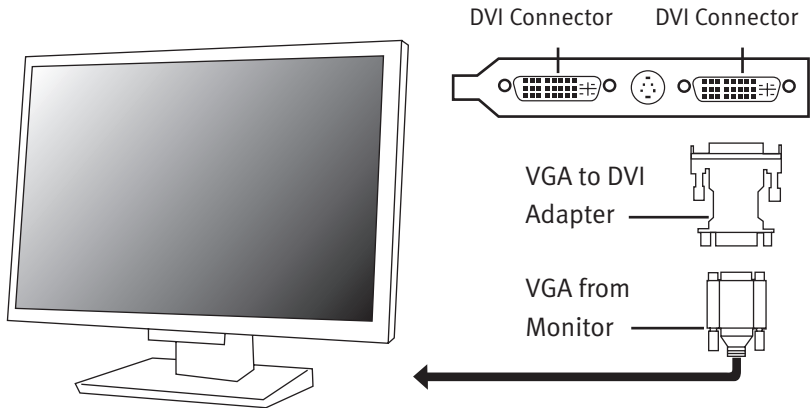 DVI Connector
DVI Connector
VGA to DVI
Adapter
VGA from
Monitor